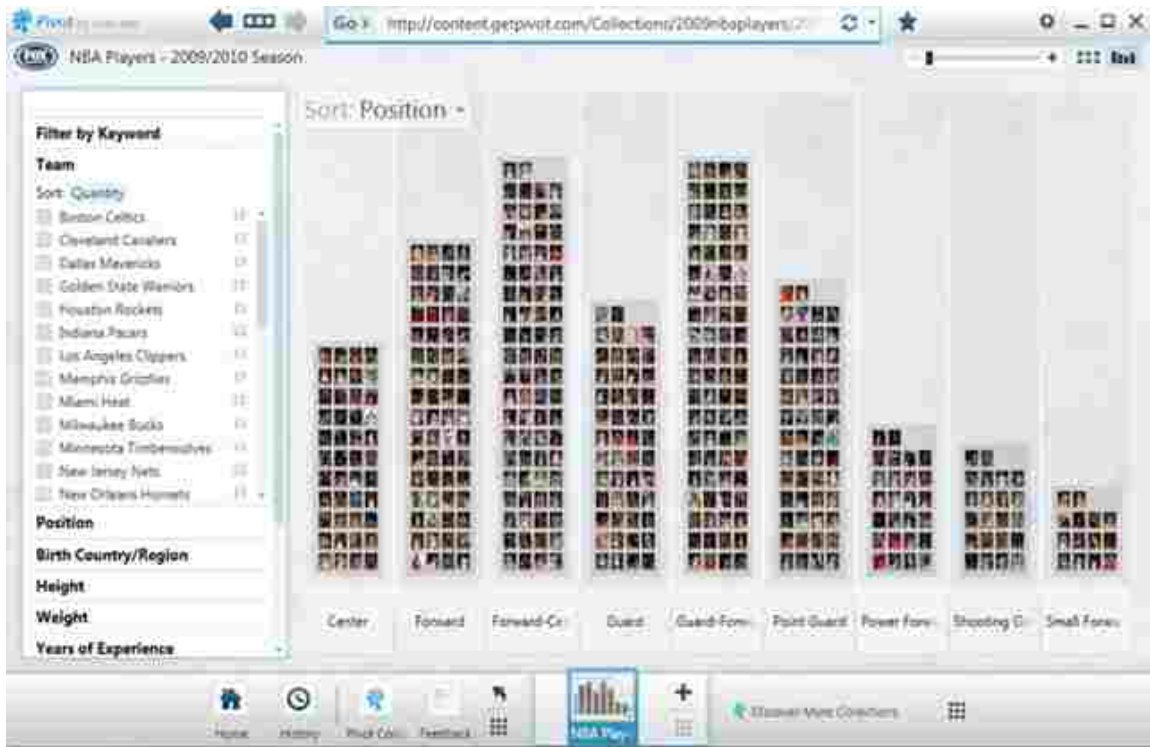 Pivot
Go
http://content.getpivot.com/Collections/2009nbaplayers/
FOX
NBA Players - 2009/2010 Season
Sort: Position
Filter by Keyword
Team
Sort: Quantity
Boston Celtics
Cleveland Cavaliers
Dallas Mavericks
Golden State Warriors
Houston Rockets
Indiana Pacers
Los Angeles Clippers
Memphis Grizzlies
Miami Heat
Milwaukee Bucks
Minnesota Timberwolves
New Jersey Nets
New Orleans Hornets
Position
Birth Country/Region
Height
Weight
Years of Experience
Center
Forward
Forward-Ce
Guard
Guard-Forw
Point Guard
Power Forw
Shooting G
Small Forwa
Home
History
Pivot Coll
Feedback
NBA Play
Discover More Collections